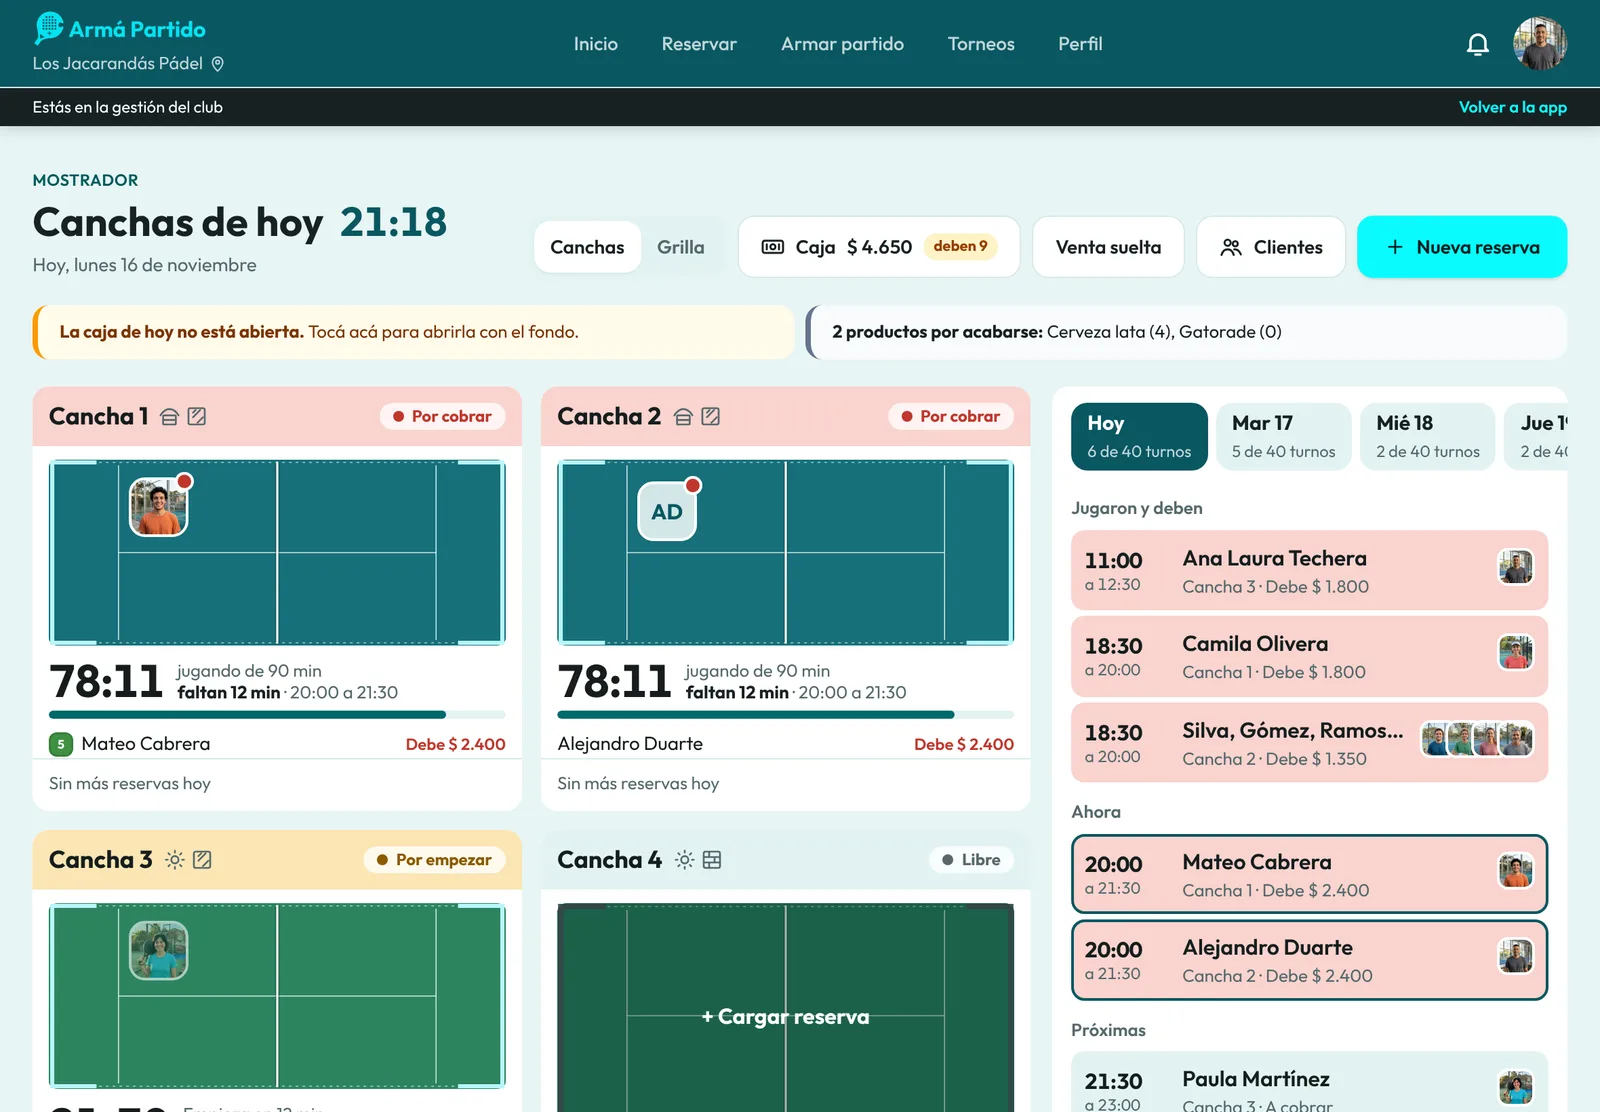 Armá Partido
Los Jacarandás Pádel
Inicio
Reservar
Armar partido
Torneos
Perfil
Estás en la gestión del club
Volver a la app
MOSTRADOR
Canchas de hoy 21:18
Hoy, lunes 16 de noviembre
Canchas
Grilla
Caja $ 4.650 deben 9
Venta suelta
Clientes
+ Nueva reserva
La caja de hoy no está abierta. Tocá acá para abrirla con el fondo.
2 productos por acabarse: Cerveza lata (4), Gatorade (0)
Cancha 1
Por cobrar
78:11
jugando de 90 min
faltan 12 min · 20:00 a 21:30
5 Mateo Cabrera
Debe $ 2.400
Sin más reservas hoy
Cancha 2
Por cobrar
AD
78:11
jugando de 90 min
faltan 12 min · 20:00 a 21:30
Alejandro Duarte
Debe $ 2.400
Sin más reservas hoy
Cancha 3
Por empezar
Cancha 4
Libre
+ Cargar reserva
Hoy
6 de 40 turnos
Mar 17
5 de 40 turnos
Mié 18
2 de 40 turnos
Jue
2 de
Jugaron y deben
11:00
a 12:30
Ana Laura Techera
Cancha 3 · Debe $ 1.800
18:30
a 20:00
Camila Olivera
Cancha 1 · Debe $ 1.800
18:30
a 20:00
Silva, Gómez, Ramos...
Cancha 2 · Debe $ 1.350
Ahora
20:00
a 21:30
Mateo Cabrera
Cancha 1 · Debe $ 2.400
20:00
a 21:30
Alejandro Duarte
Cancha 2 · Debe $ 2.400
Próximas
21:30
a 23:00
Paula Martínez
Cancha 3 · A cobrar